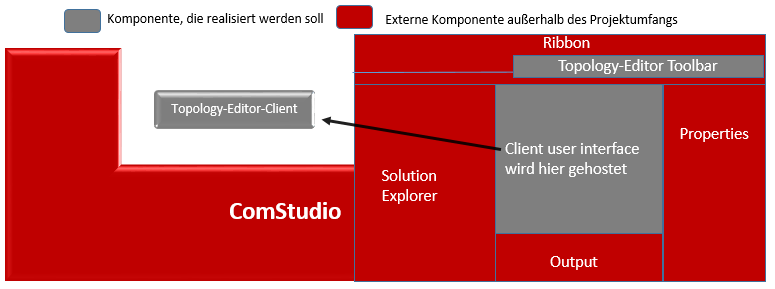 Komponente, die realisiert werden soll
Externe Komponente außerhalb des Projektumfangs
Ribbon
Topology-Editor Toolbar
Topology-Editor-Client
Client user interface
wird hier gehostet
Properties
Solution
Explorer
ComStudio
Output